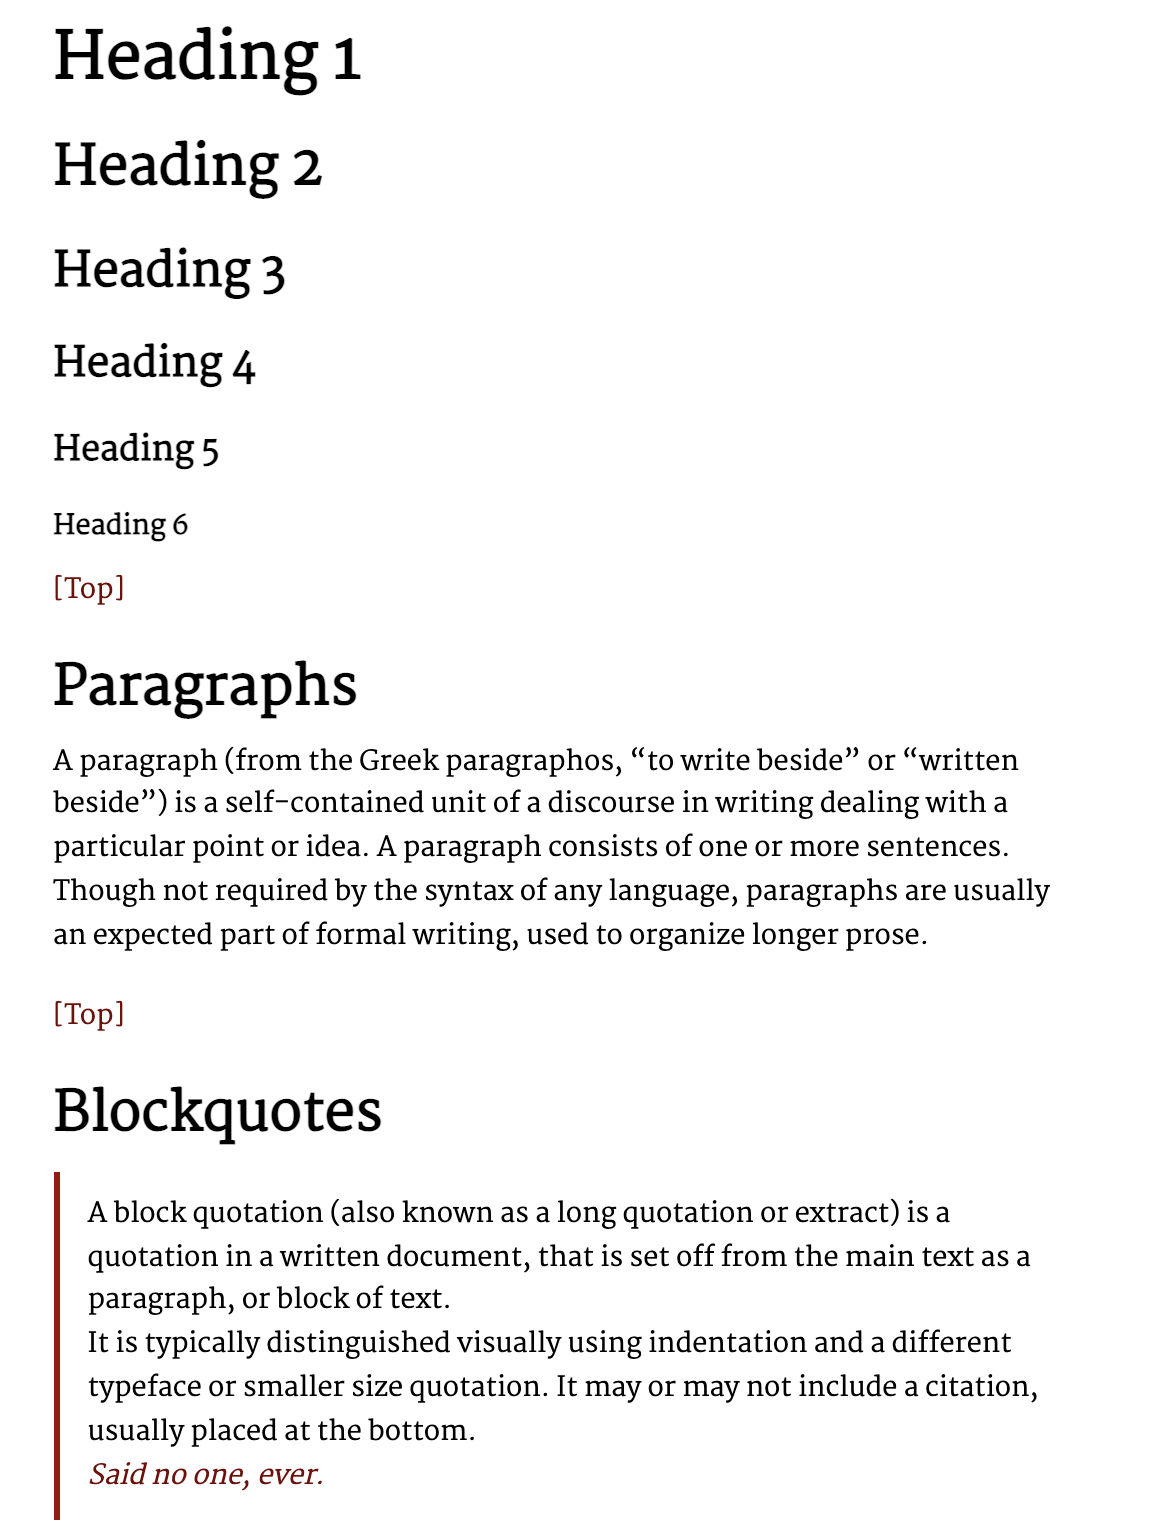 Heading 1
Heading 2
Heading 3
Heading 4
Heading 5
Heading 6
[Top]
Paragraphs
A paragraph (from the Greek paragraphos, “to write beside” or “written
beside”) is a self-contained unit of a discourse in writing dealing with a
particular point or idea. A paragraph consists of one or more sentences.
Though not required by the syntax of any language, paragraphs are usually
an expected part of formal writing, used to organize longer prose.
[Top]
Blockquotes
A block quotation (also known as a long quotation or extract) is a
quotation in a written document, that is set off from the main text as a
paragraph, or block of text.
It is typically distinguished visually using indentation and a different
typeface or smaller size quotation. It may or may not include a citation,
usually placed at the bottom.
Said no one, ever.